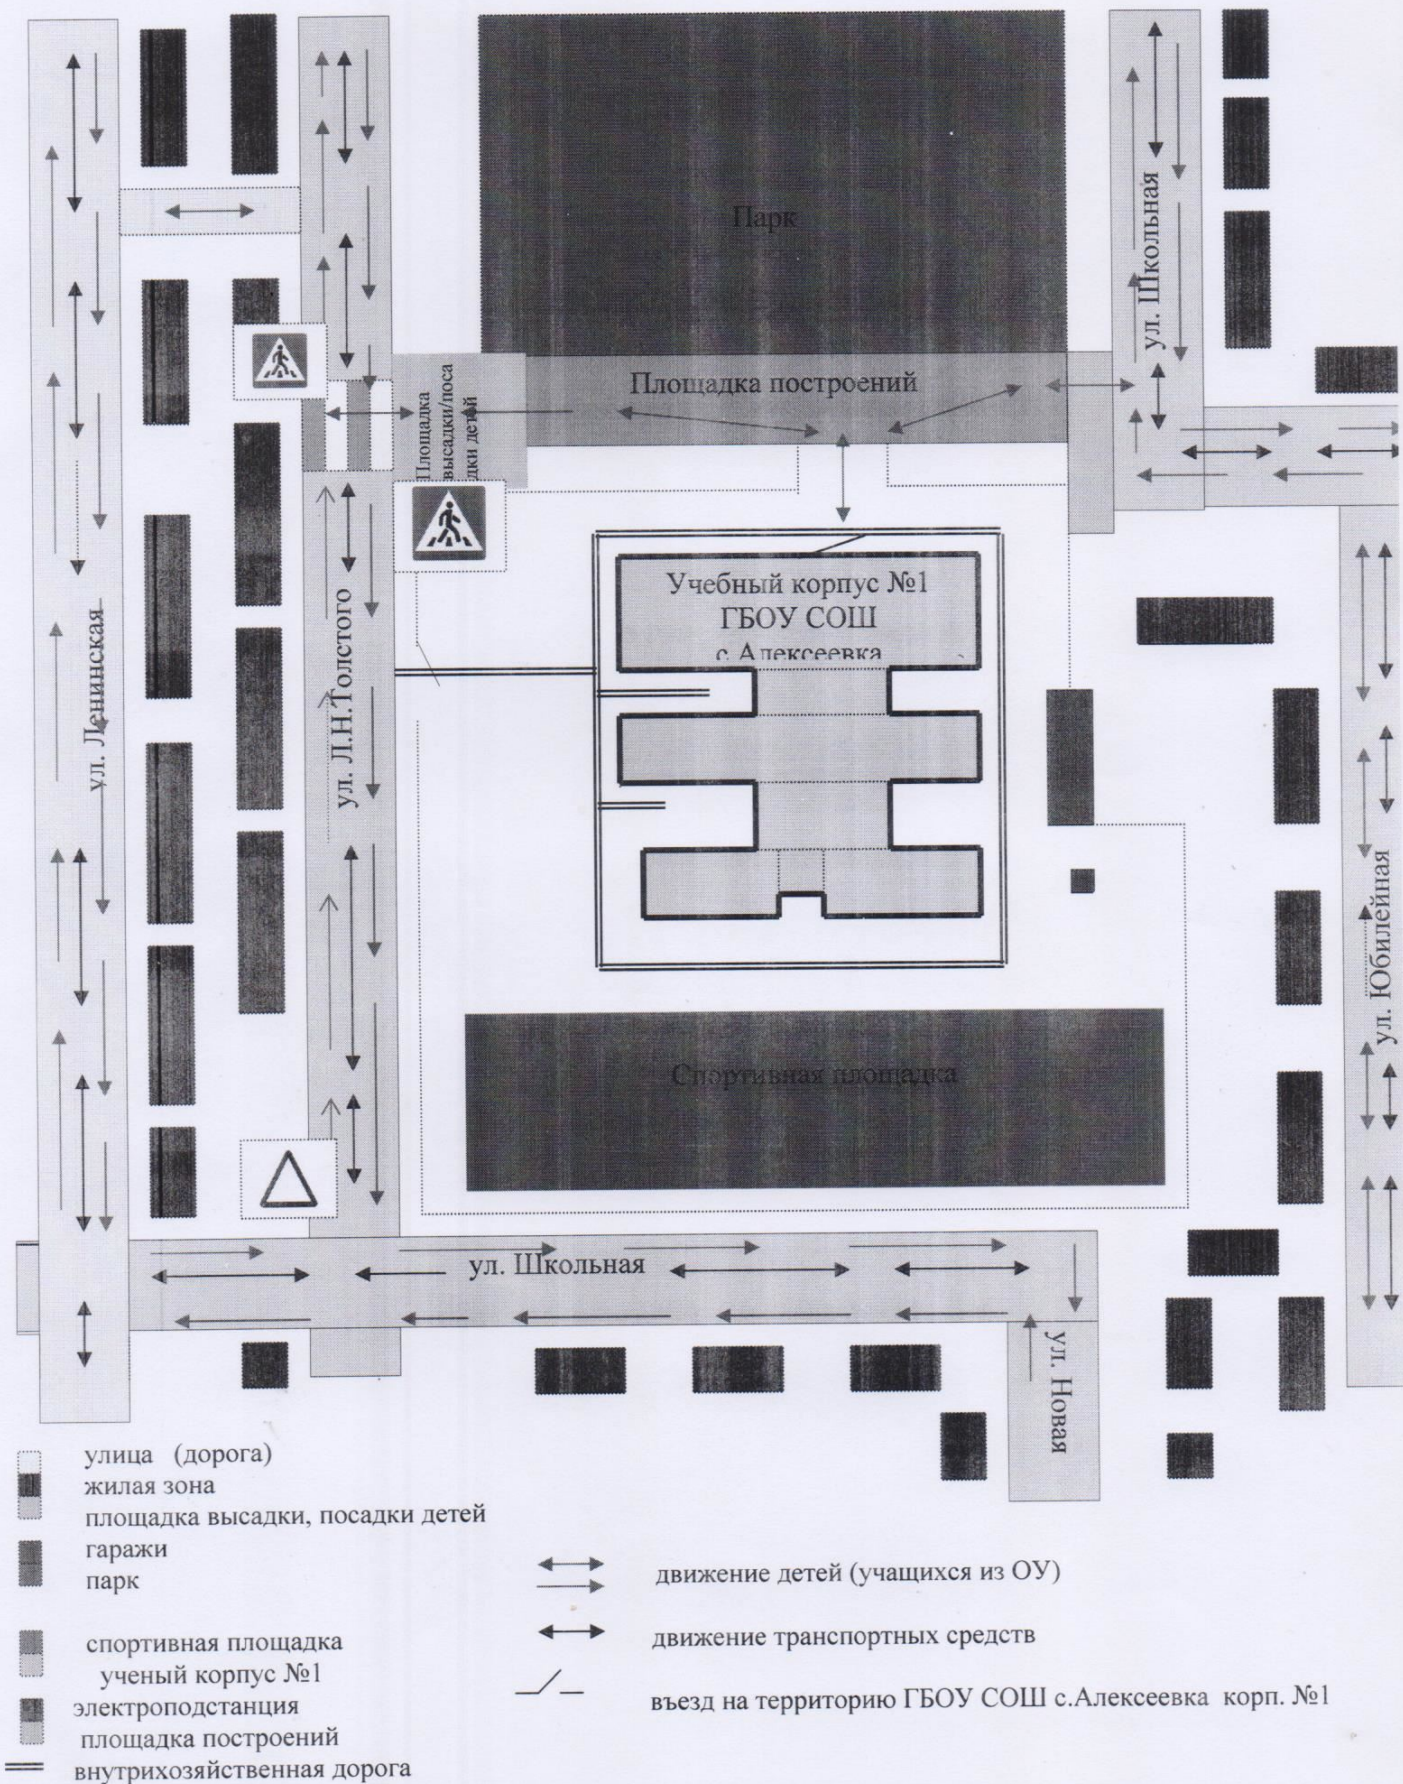 Парк
ул. Школьная
Площадка построений
Площадка
высадки/поса
дки детей
Учебный корпус №1
ГБОУ СОШ
с. Алексеевка
ул. Ленинская
ул. Л.Н.Толстого
ул. Юбилейная
Спортивная площадка
ул. Школьная
ул. Новая
улица (дорога)
жилая зона
площадка высадки, посадки детей
гаражи
парк
спортивная площадка
ученый корпус №1
электроподстанция
площадка построений
внутрихозяйственная дорога
движение детей (учащихся из ОУ)
движение транспортных средств
въезд на территорию ГБОУ СОШ с.Алексеевка корп. №1